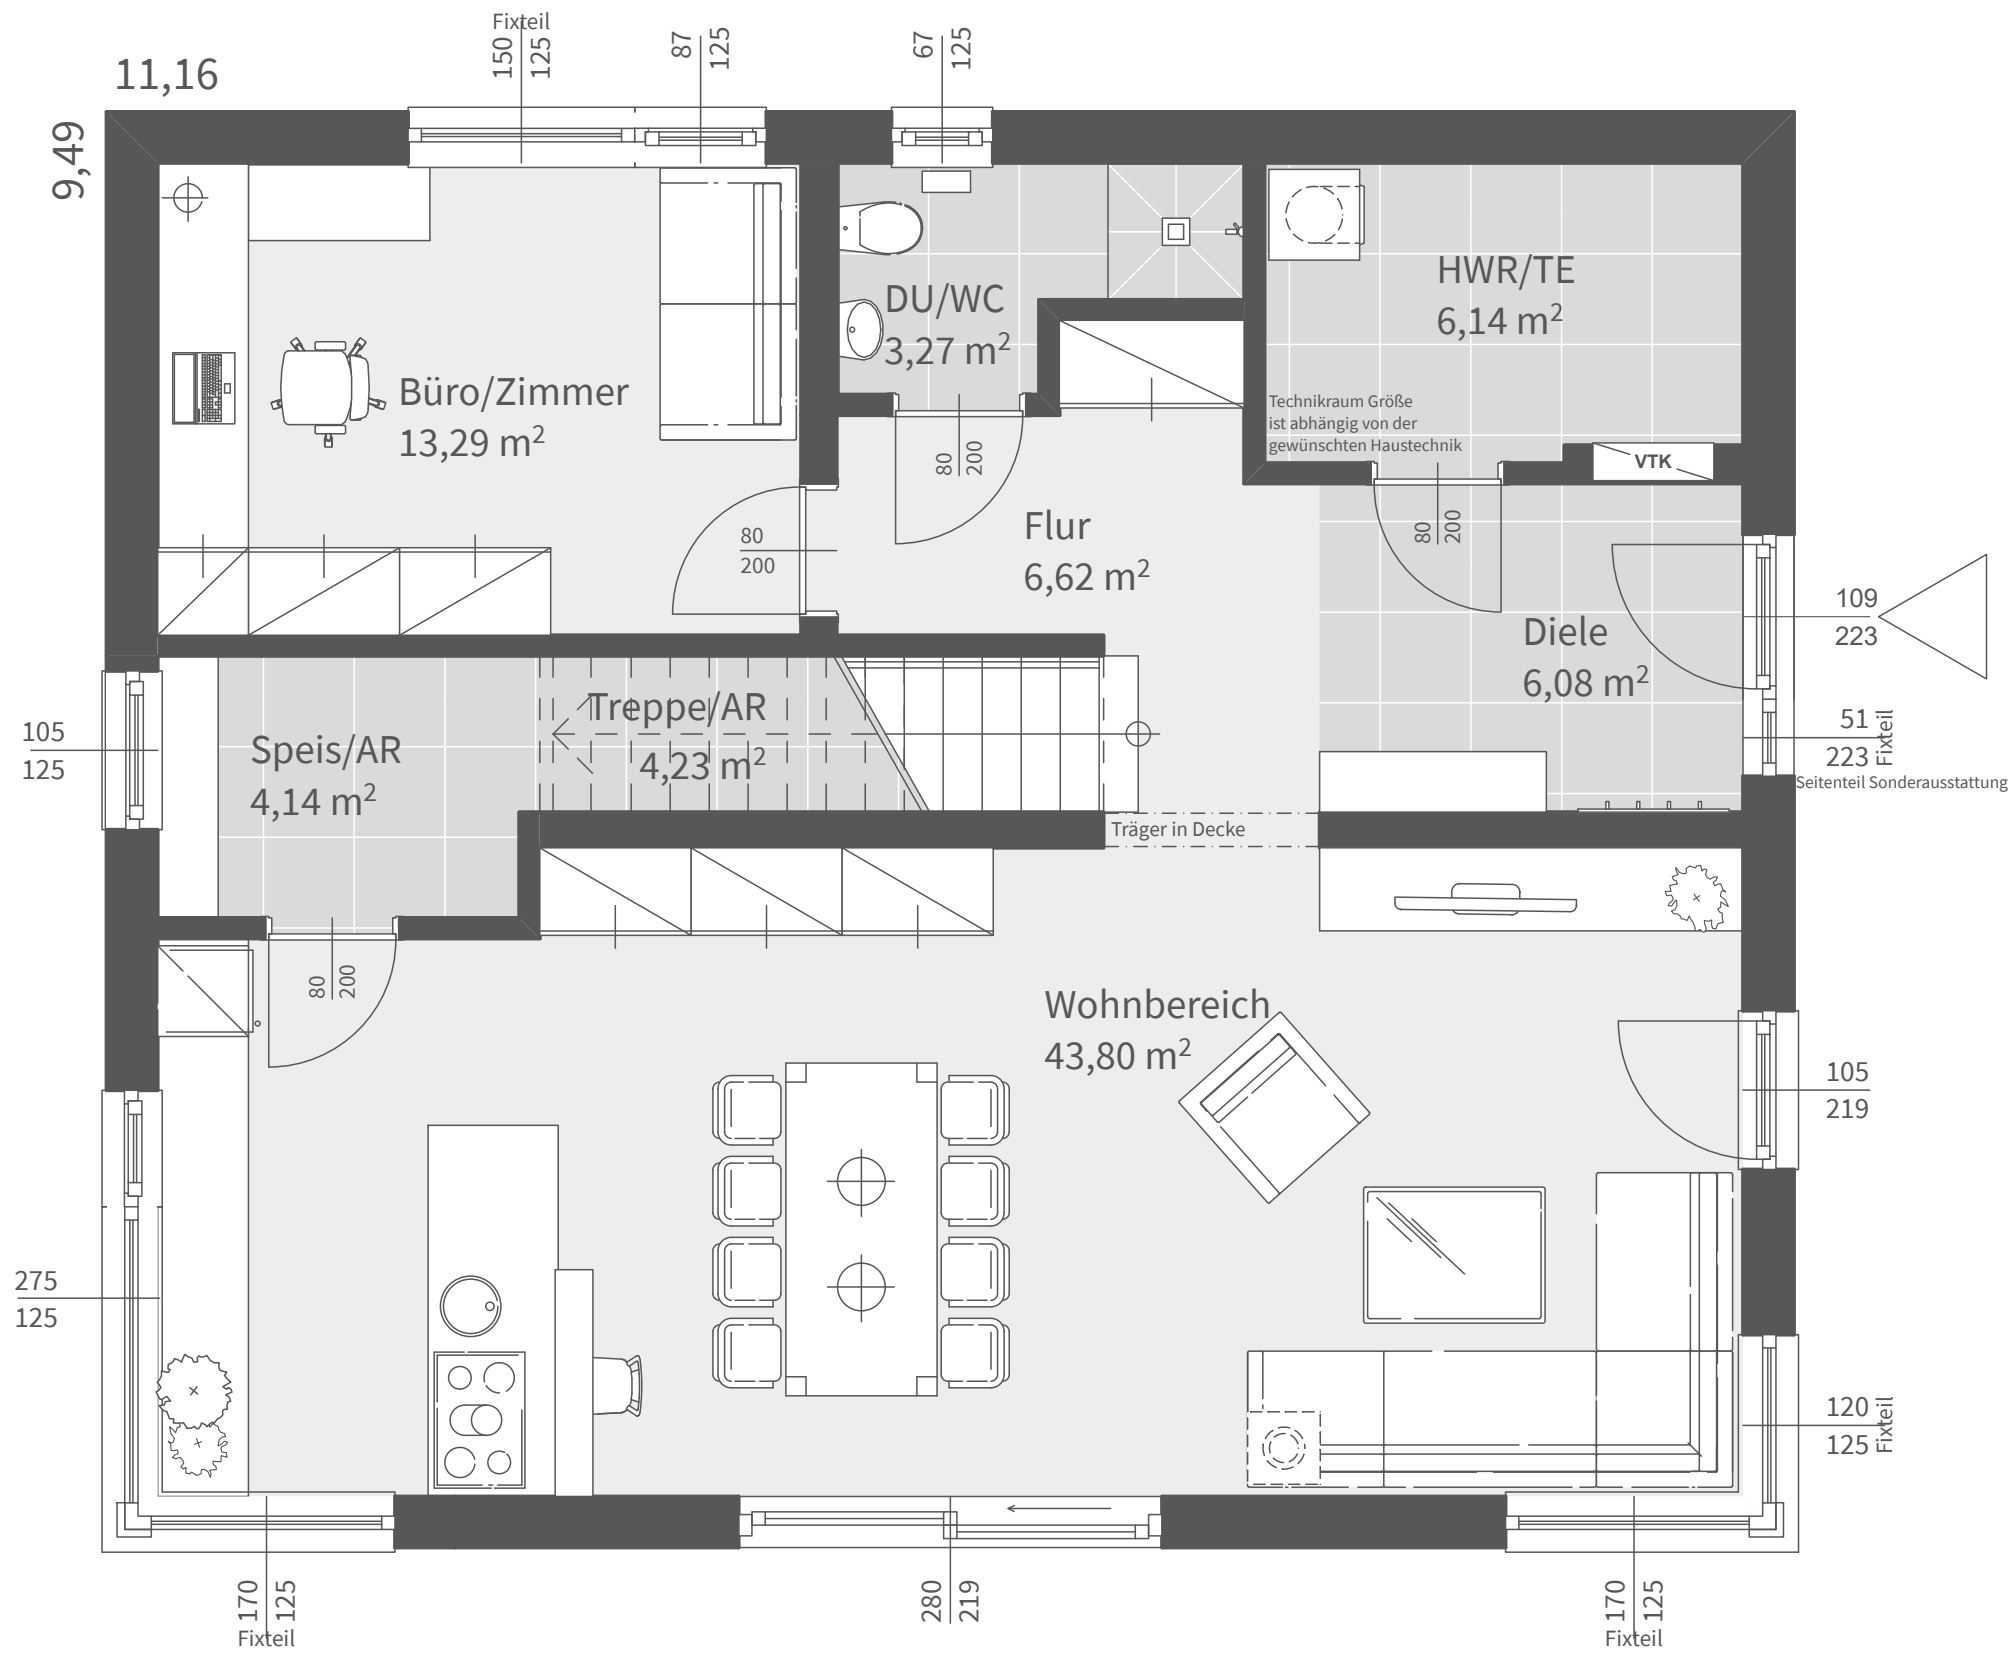 Fixteil
150
125
87
125
67
125
11,16
9,49
DU/WC
3,27 m²
HWR/TE
6,14 m²
Büro/Zimmer
13,29 m²
Technikraum Größe
ist abhängig von der
gewünschten Haustechnik
VTK
80
200
80
200
80
200
Flur
6,62 m²
109
223
Diele
6,08 m²
105
125
Speis/AR
4,14 m²
Treppe/AR
4,23 m²
51
223
Fixteil
Seitenteil Sonderausstattung
Träger in Decke
80
200
Wohnbereich
43,80 m²
105
219
275
125
120
125
Fixteil
170
125
Fixteil
280
219
170
125
Fixteil